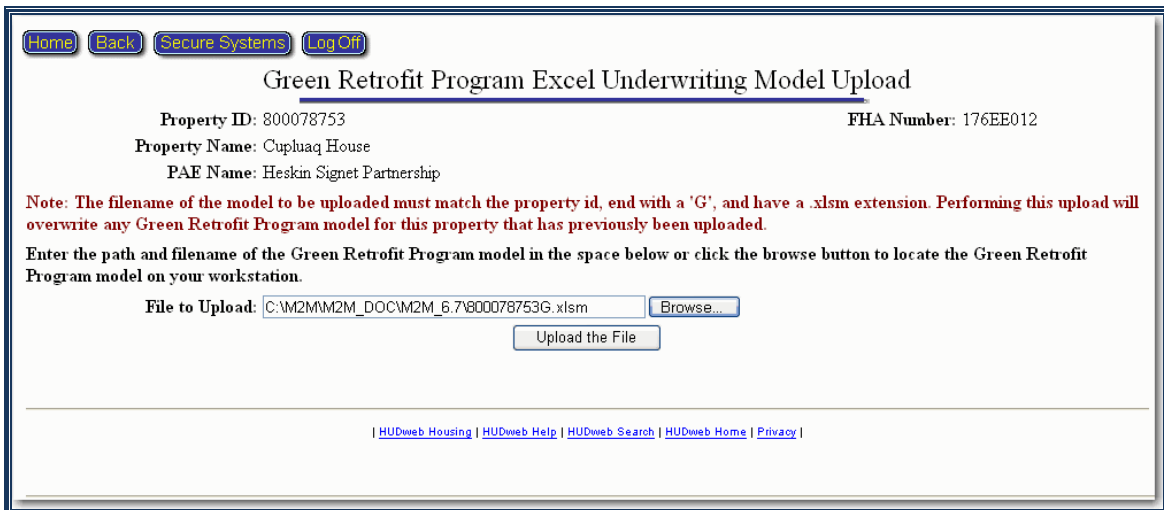 Home Back Secure Systems Log Off
Green Retrofit Program Excel Underwriting Model Upload
Property ID: 800078753 FHA Number: 176EE012
Property Name: Cupluaq House
PAE Name: Heskin Signet Partnership
Note: The filename of the model to be uploaded must match the property id, end with a 'G', and have a .xlsm extension. Performing this upload will
overwrite any Green Retrofit Program model for this property that has previously been uploaded.
Enter the path and filename of the Green Retrofit Program model in the space below or click the browse button to locate the Green Retrofit
Program model on your workstation.
File to Upload: C:\M2M\M2M_DOC\M2M_6.7\800078753G.xlsm Browse...
Upload the File
| HUDweb Housing | HUDweb Help | HUDweb Search | HUDweb Home | Privacy |